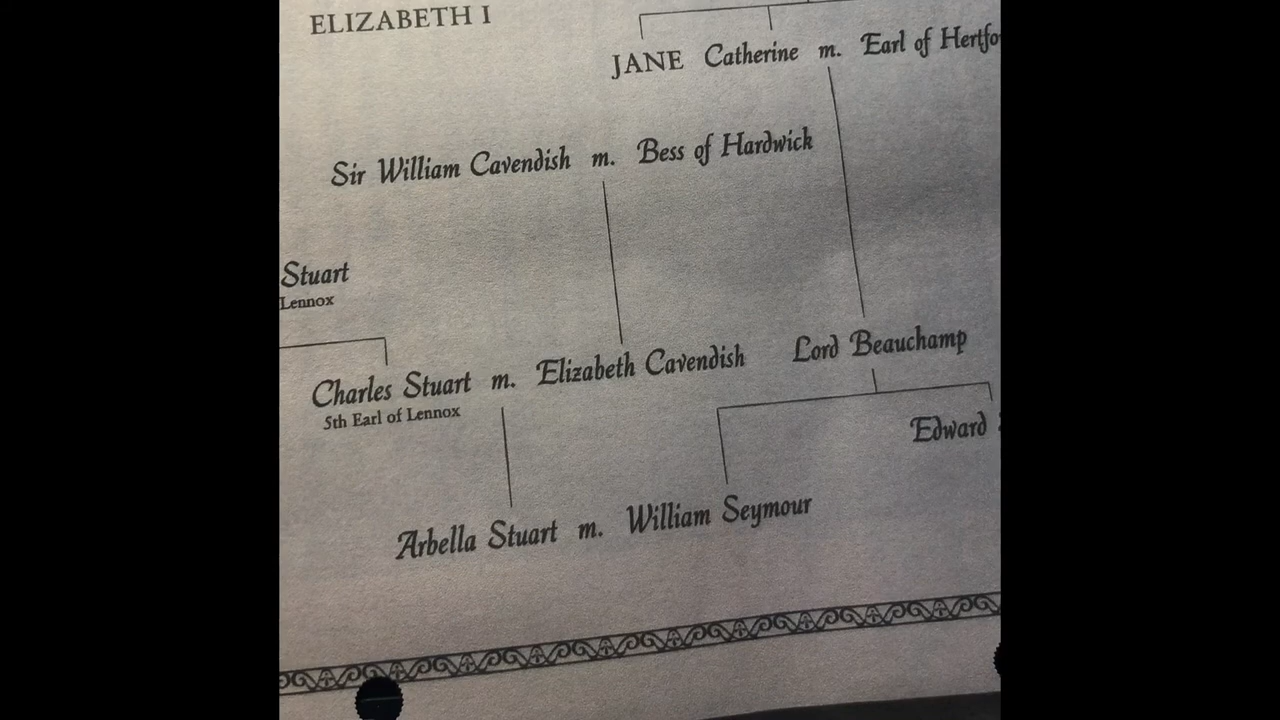 ELIZABETH I
JANE Catherine m. Earl of Hertfo
Sir William Cavendish m. Bess of Hardwick
Stuart
Lennox
Charles Stuart m. Elizabeth Cavendish Lord Beauchamp
5th Earl of Lennox
Edward
Arbella Stuart m. William Seymour